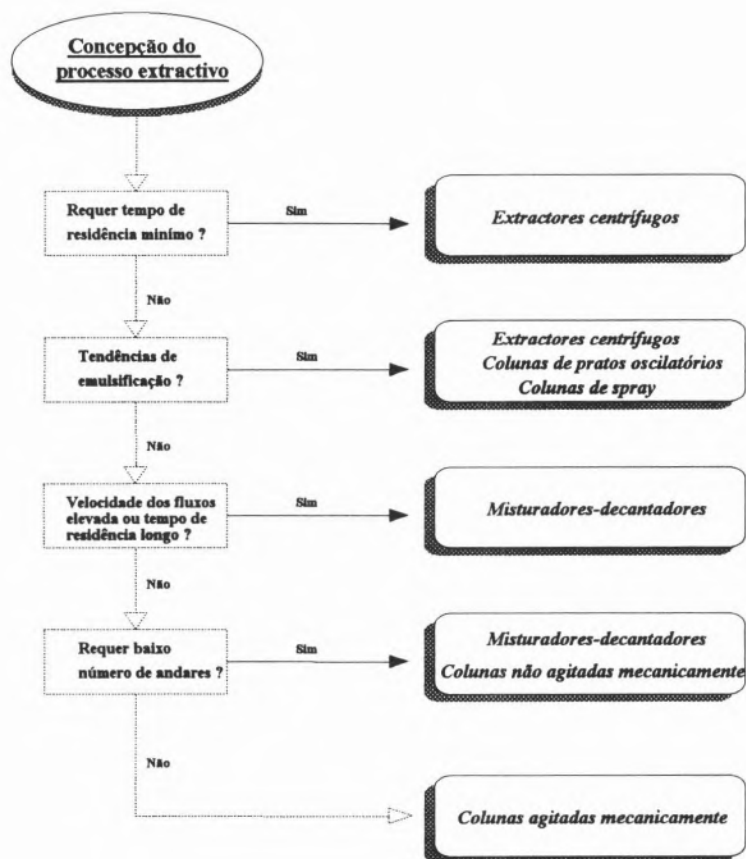 Concepção do
processo extractivo
Requer tempo de
residência minímo ?
Sim
Extractores centrífugos
Não
Tendências de
emulsificação ?
Sim
Extractores centrífugos
Colunas de pratos oscilatórios
Colunas de spray
Não
Velocidade dos fluxos
elevada ou tempo de
residência longo ?
Sim
Misturadores-decantadores
Não
Requer baixo
número de andares ?
Sim
Misturadores-decantadores
Colunas não agitadas mecanicamente
Não
Colunas agitadas mecanicamente